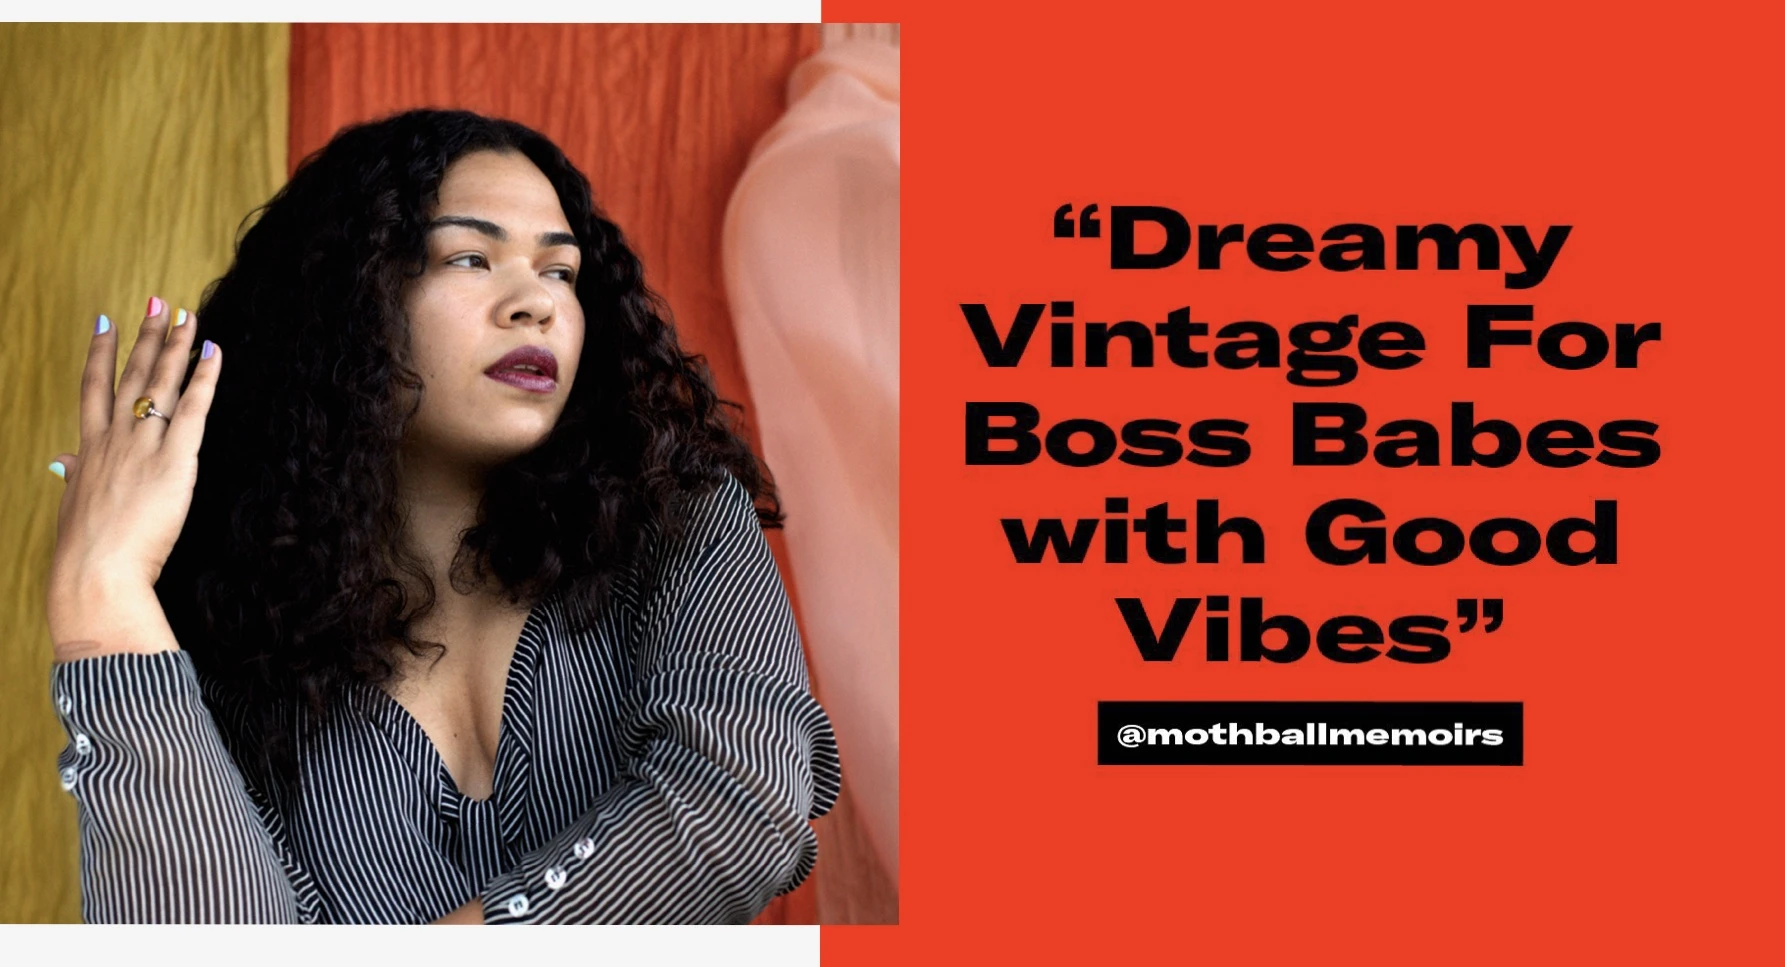 “Dreamy
Vintage For
Boss Babes
with Good
Vibes”
@mothballmemoirs